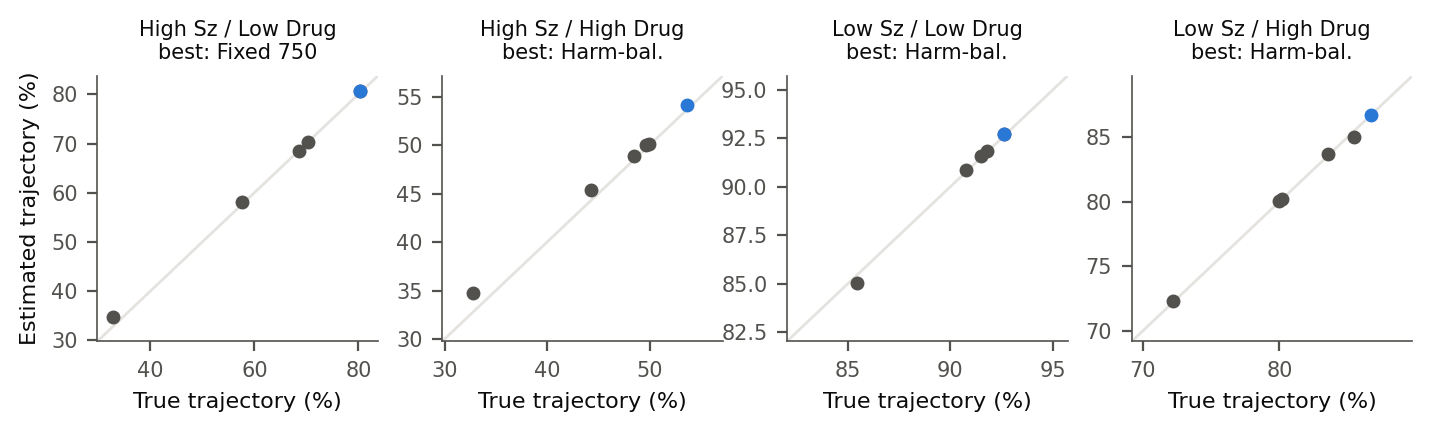 High Sz / Low Drug
best: Fixed 750
High Sz / High Drug
best: Harm-bal.
Low Sz / Low Drug
best: Harm-bal.
Low Sz / High Drug
best: Harm-bal.
Estimated trajectory (%)
80
70
60
50
40
30
40
60
80
True trajectory (%)
55
50
45
40
35
30
30
40
50
True trajectory (%)
95.0
92.5
90.0
87.5
85.0
82.5
85
90
95
True trajectory (%)
85
80
75
70
70
80
True trajectory (%)